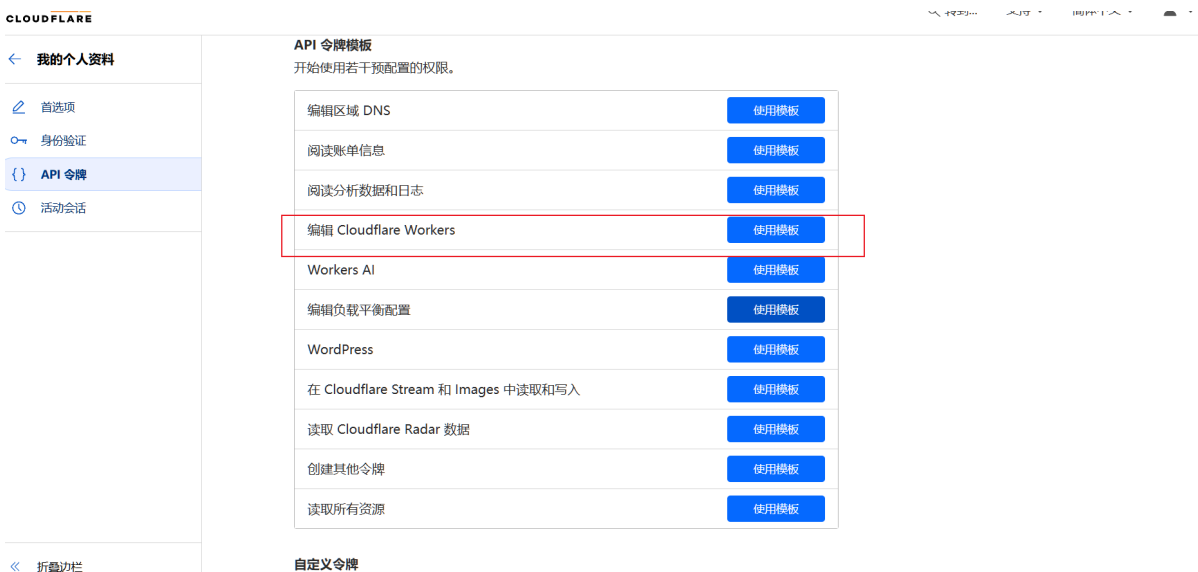 CLOUDFLARE
转到... 支持 简体中文
我的个人资料
首选项
身份验证
API 令牌
活动会话
折叠边栏
API 令牌模板
开始使用若干预配置的权限。
编辑区域 DNS 使用模板
阅读账单信息 使用模板
阅读分析数据和日志 使用模板
编辑 Cloudflare Workers 使用模板
Workers AI 使用模板
编辑负载平衡配置 使用模板
WordPress 使用模板
在 Cloudflare Stream 和 Images 中读取和写入 使用模板
读取 Cloudflare Radar 数据 使用模板
创建其他令牌 使用模板
读取所有资源 使用模板
自定义令牌